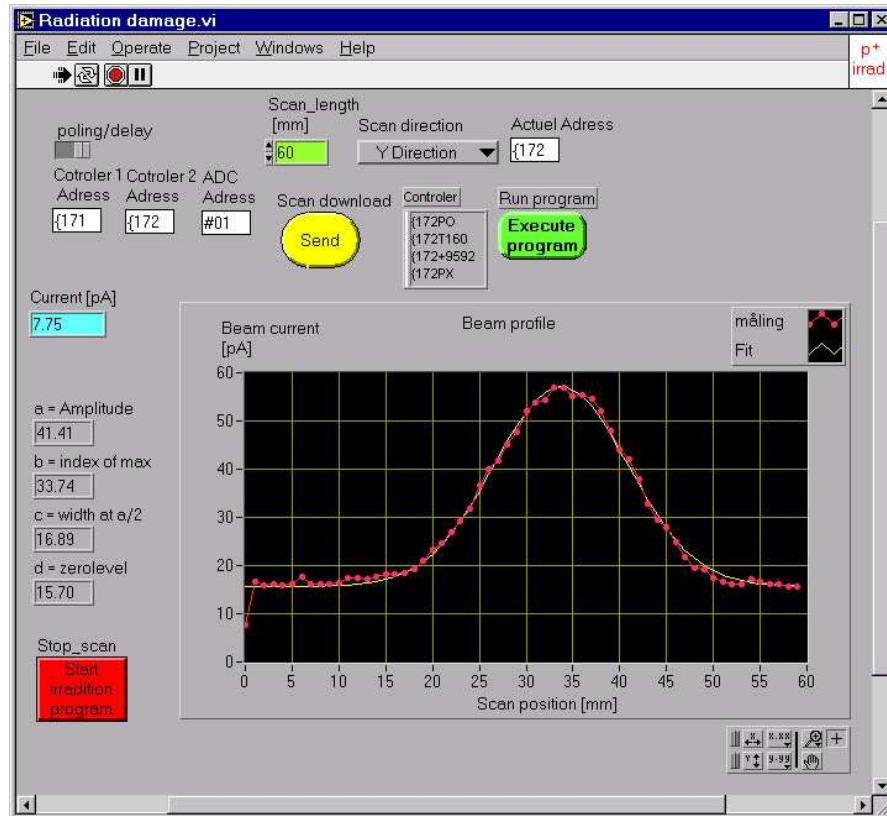 Radiation damage.vi
File Edit Operate Project Windows Help
p+
irrad
poling/delay
Scan_length
[mm]
60
Scan direction
Y Direction
Actuel Adress
{172
Cotroler 1
Adress
{171
Cotroler 2
Adress
{172
ADC
Adress
#01
Scan download
Send
Controler
{172PO
{172T160
{172+9592
{172PX
Run program
Execute
program
Current [pA]
7.75
Beam current
[pA]
Beam profile
måling
Fit
60
50
40
30
20
10
0
0 5 10 15 20 25 30 35 40 45 50 55 60
Scan position [mm]
a = Amplitude
41.41
b = index of max
33.74
c = width at a/2
16.89
d = zerolevel
15.70
Stop_scan
Start
irradition
program
X X.XX
Y y.yy